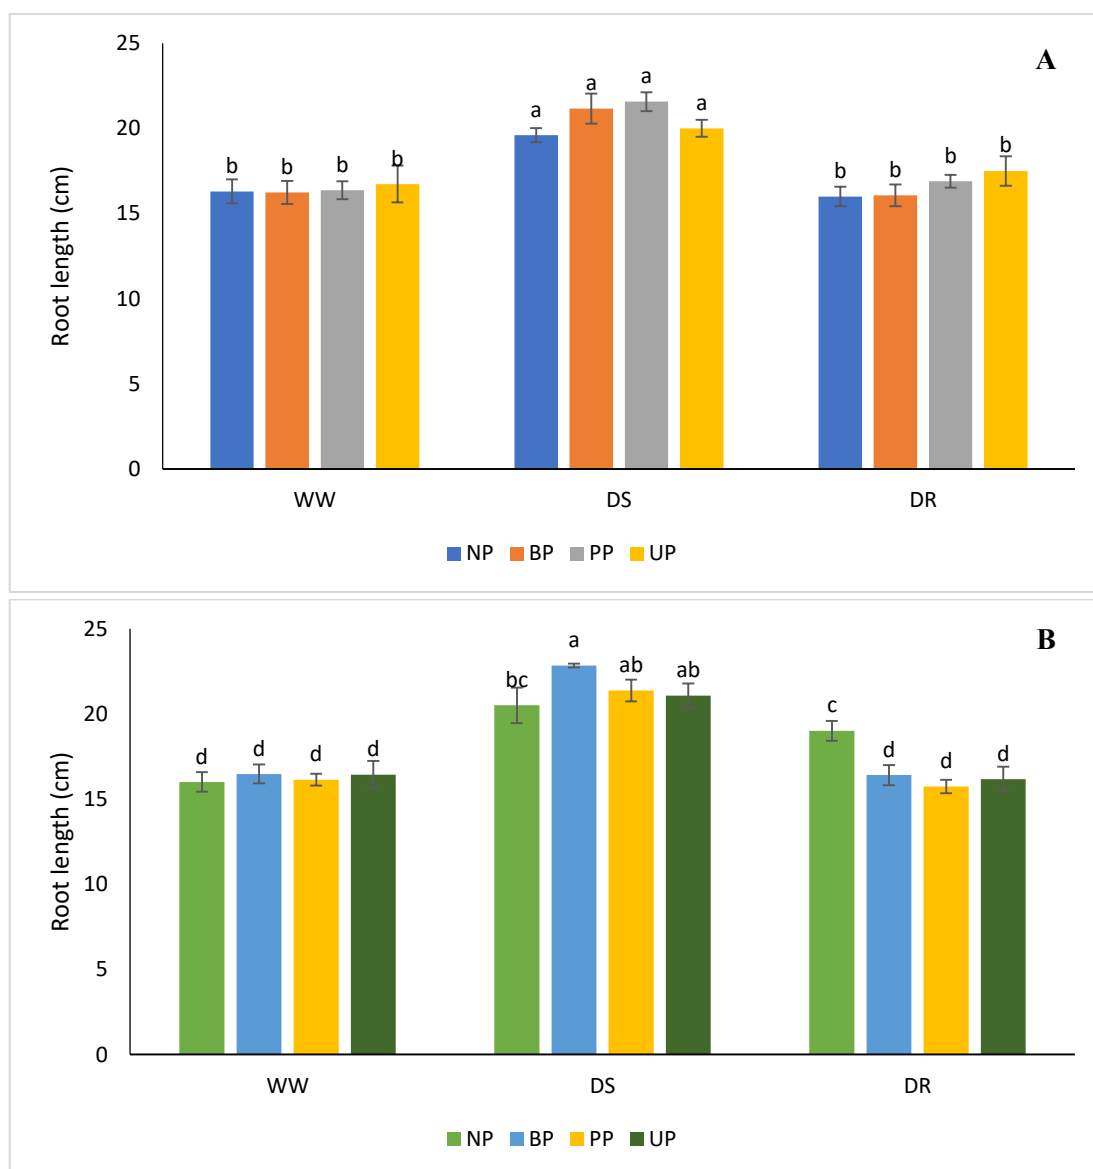 A
25
20
15
10
5
0
Root length (cm)
b b b b
a a a a
b b b b
WW DS DR
NP BP PP UP
B
25
20
15
10
5
0
Root length (cm)
d d d d
bc a ab ab
c d d d
WW DS DR
NP BP PP UP